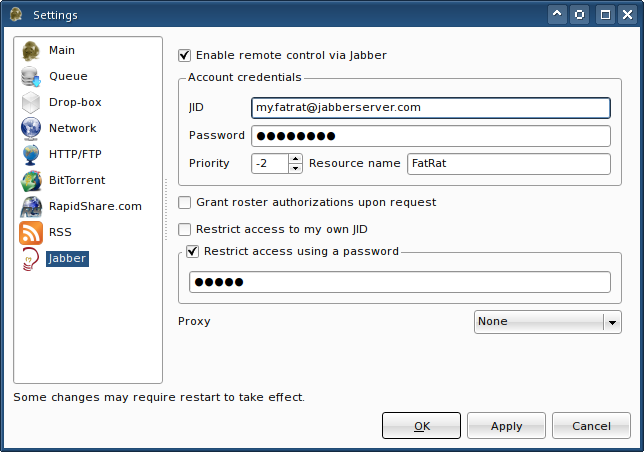 Settings
Main
Queue
Drop-box
Network
HTTP/FTP
BitTorrent
RapidShare.com
RSS
Jabber
Enable remote control via Jabber
Account credentials
JID my.fatrat@jabberserver.com
Password ●●●●●●●●
Priority -2 Resource name FatRat
Grant roster authorizations upon request
Restrict access to my own JID
Restrict access using a password
●●●●●
Proxy None
Some changes may require restart to take effect.
OK Apply Cancel